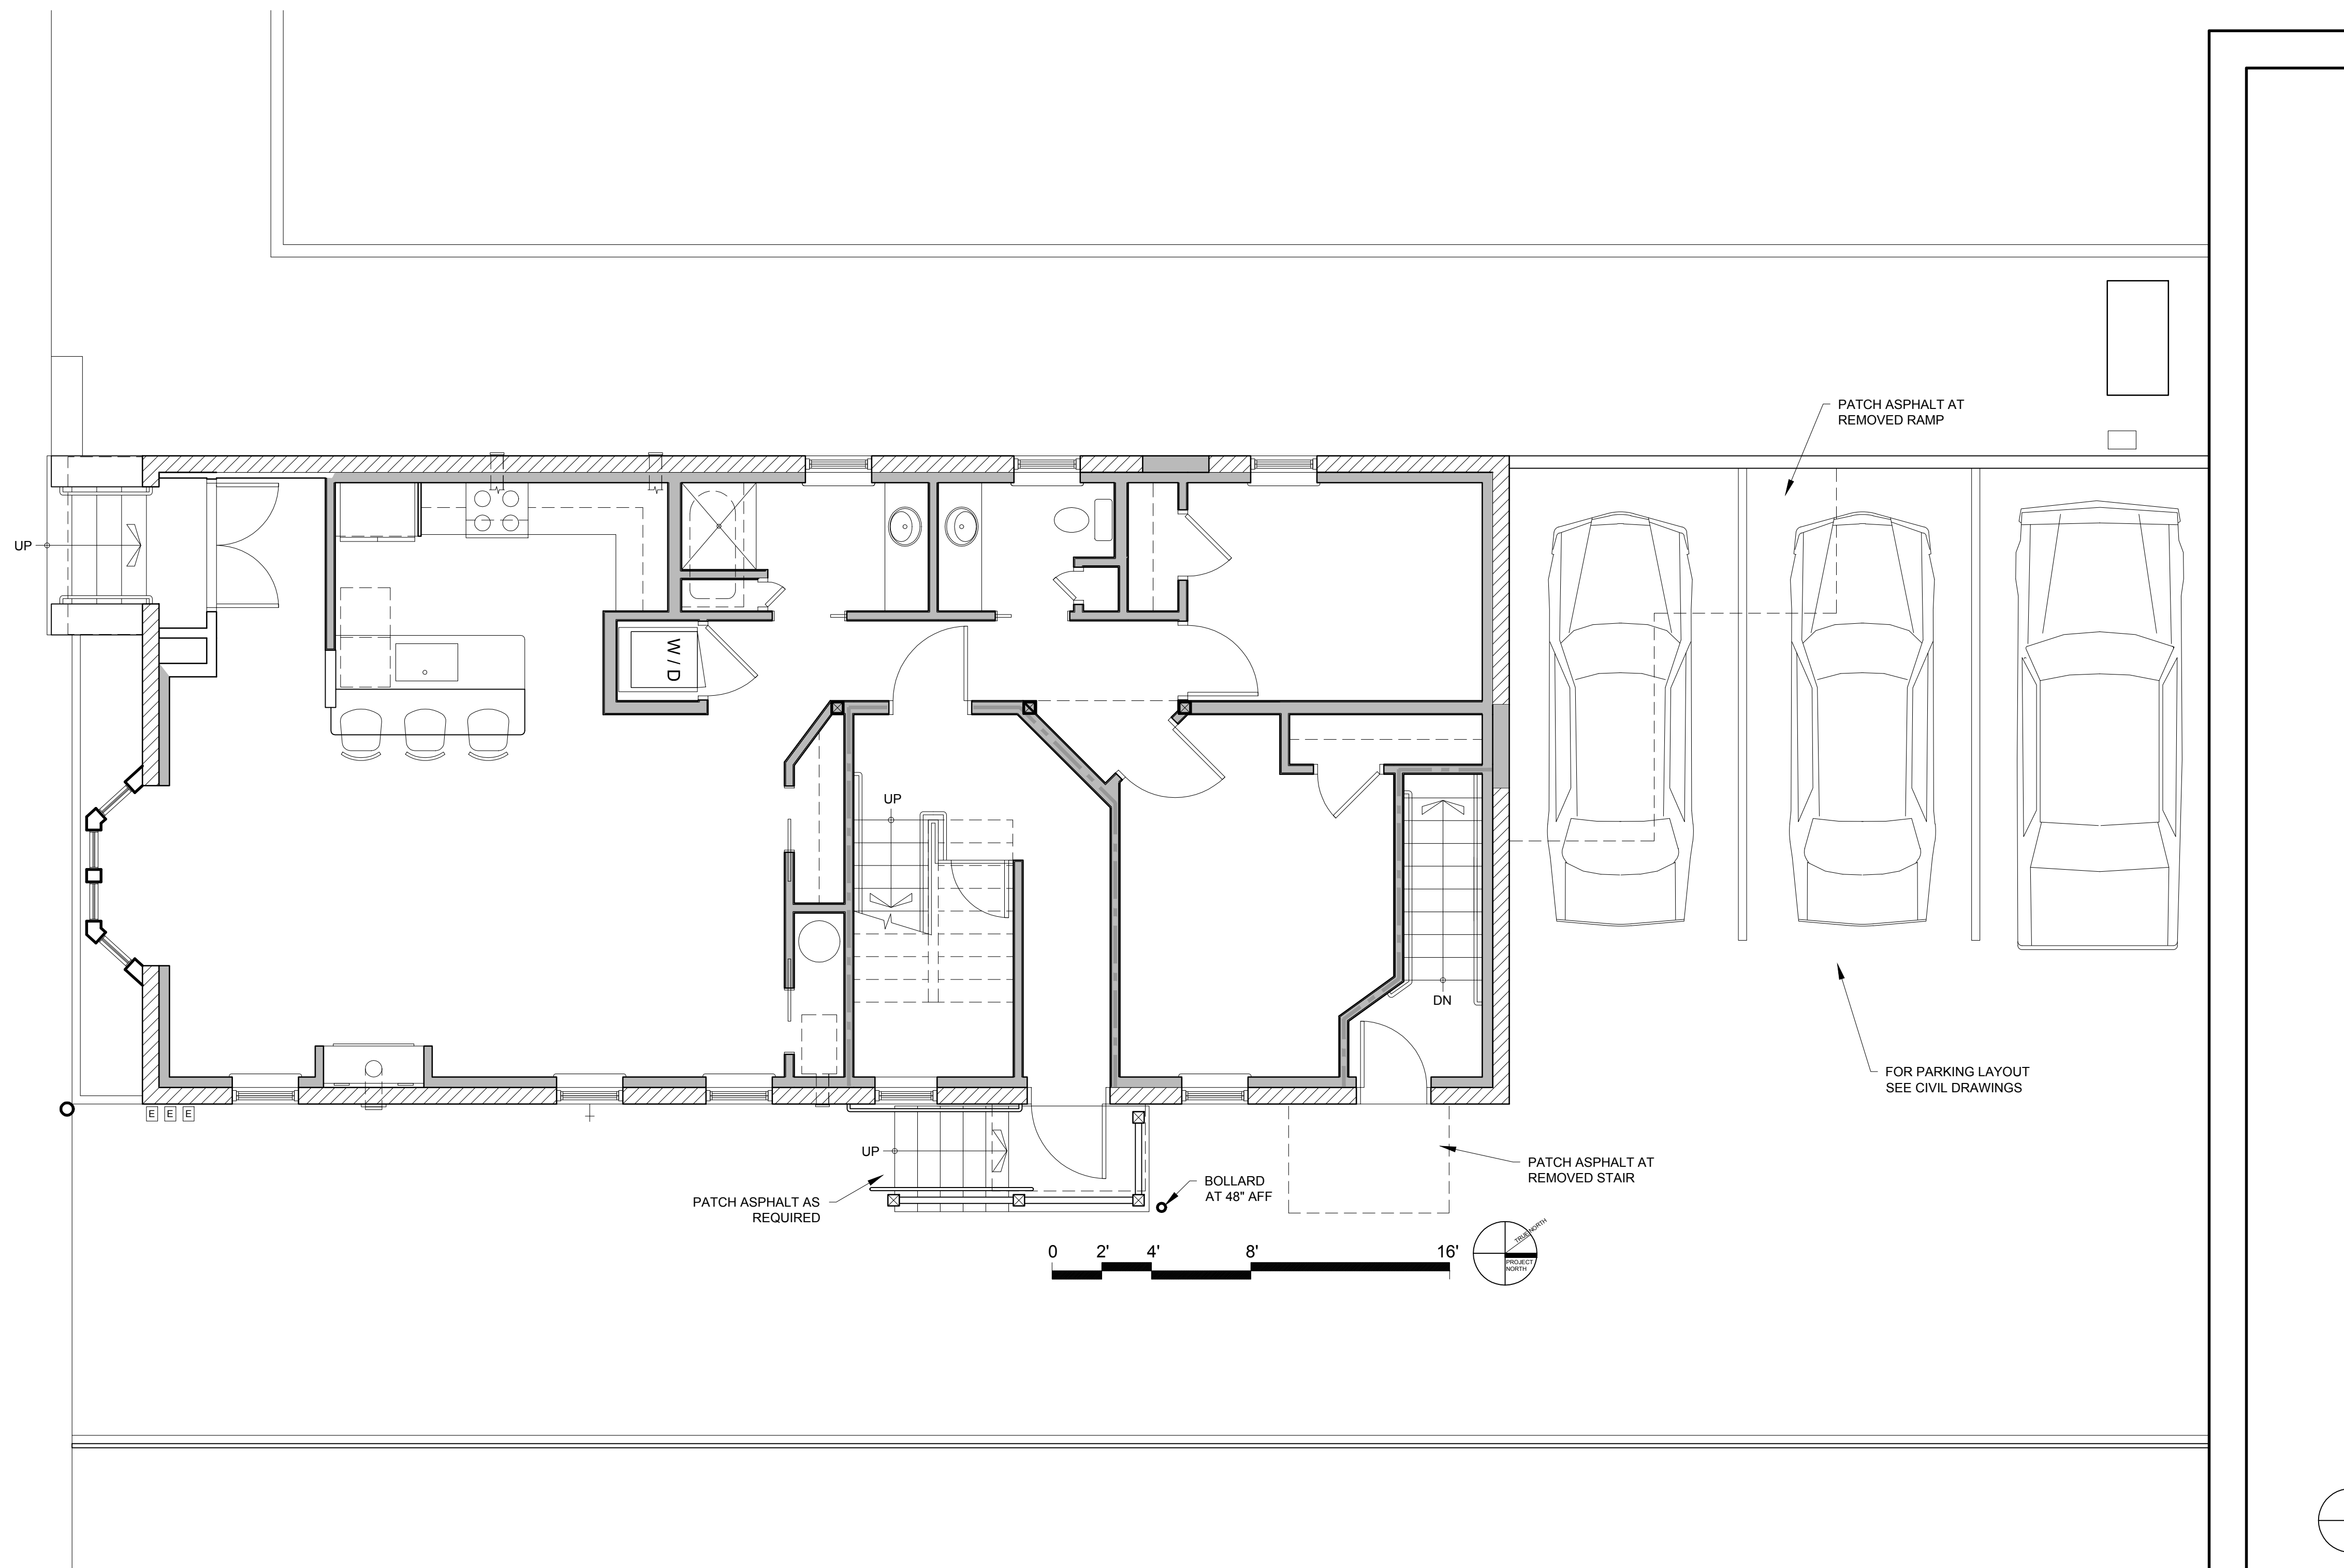 PATCH ASPHALT AT
REMOVED RAMP
UP
W / D
UP
DN
FOR PARKING LAYOUT
SEE CIVIL DRAWINGS
E E E
UP
PATCH ASPHALT AS
REQUIRED
BOLLARD
AT 48" AFF
PATCH ASPHALT AT
REMOVED STAIR
0 2' 4' 8' 16'
TRUE NORTH
PROJECT
NORTH